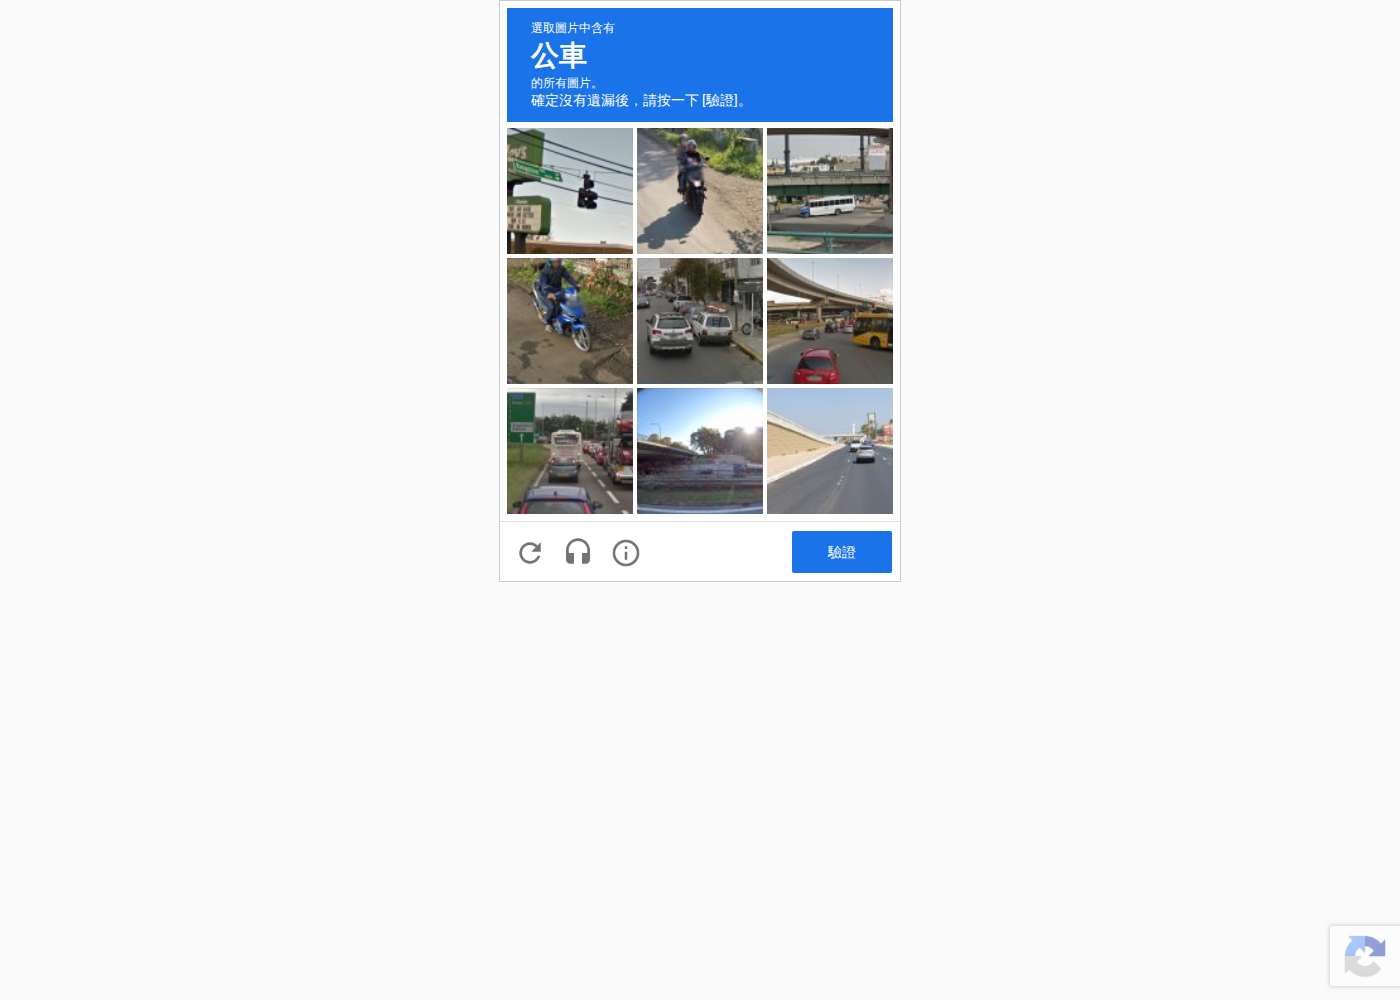 選取圖片中含有
公車
的所有圖片。
確定沒有遺漏後，請按一下 [驗證]。
驗證